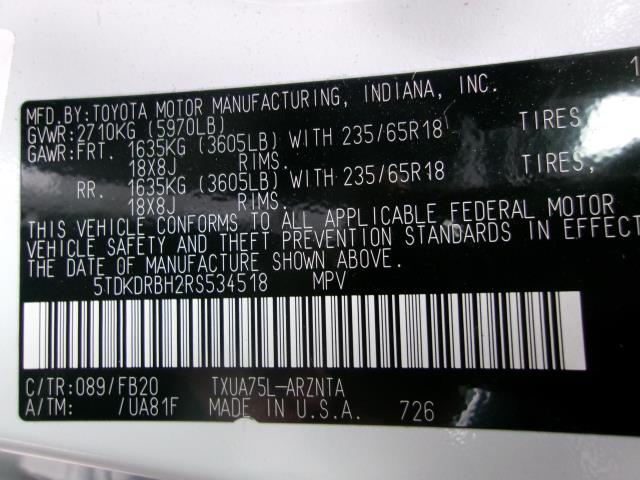 MFD.BY:TOYOTA MOTOR MANUFACTURING, INDIANA, INC. 1
GVWR:2710KG (5970LB)
GAWR:FRT. 1635KG (3605LB) WITH 235/65R18 TIRES,
18X8J RIMS.
RR. 1635KG (3605LB) WITH 235/65R18 TIRES,
18X8J RIMS.
THIS VEHICLE CONFORMS TO ALL APPLICABLE FEDERAL MOTOR
VEHICLE SAFETY AND THEFT PREVENTION STANDARDS IN EFFECT
THE DATE OF MANUFACTURE SHOWN ABOVE.
5TDKDRBH2RS534518 MPV
C/TR:089/FB20 TXUA75L-ARZNTA
A/TM: /UA81F MADE IN U.S.A. 726